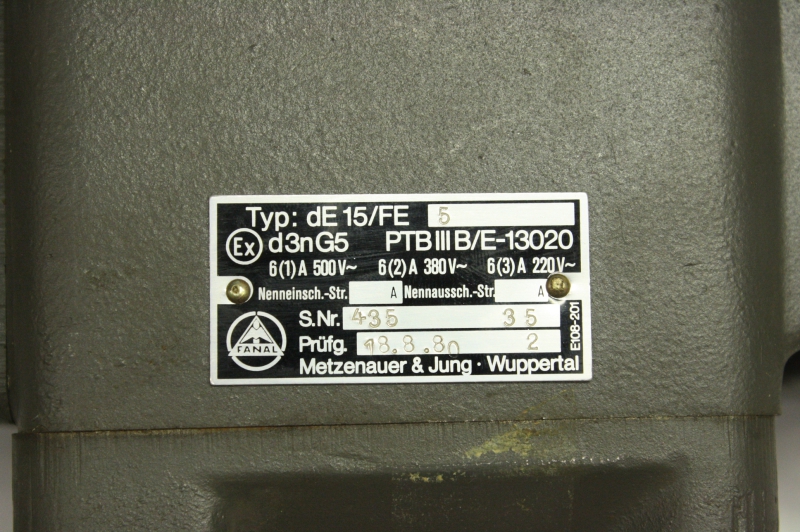 Typ: dE 15/FE 5
Ex d3nG5 PTB III B/E-13020
6(1)A 500V~ 6(2)A 380V~ 6(3)A 220V~
Nenneinsch.-Str. A Nennaussch.-Str. A
S.Nr. 435 35
FANAL Prüfg. 18.8.80 2
Metzenauer & Jung · Wuppertal
E108-201